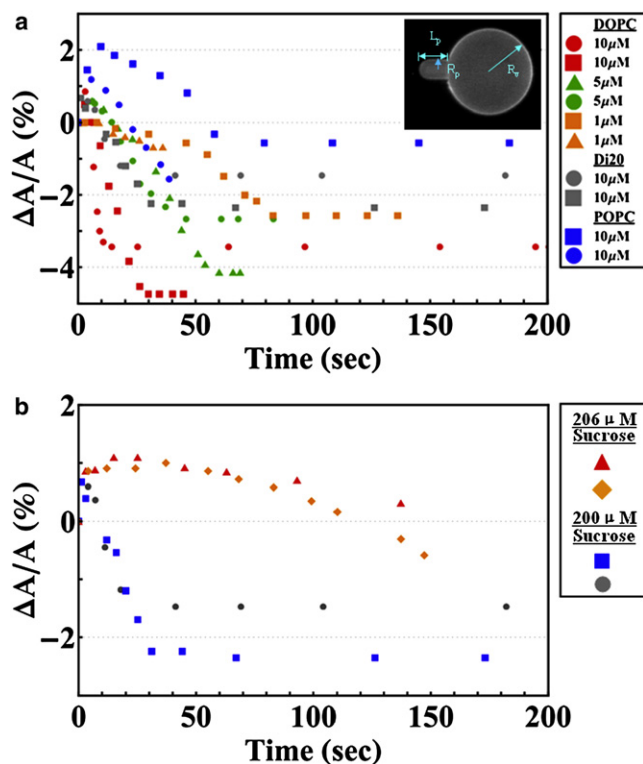 a
ΔA/A (%)
2
0
−2
−4
0
50
100
150
200
Time (sec)
Lp
Rp
Rv
DOPC
10μM
10μM
5μM
5μM
1μM
1μM
Di20
10μM
10μM
POPC
10μM
10μM
b
ΔA/A (%)
2
0
−2
0
50
100
150
200
Time (sec)
206 μ M
Sucrose
200 μ M
Sucrose